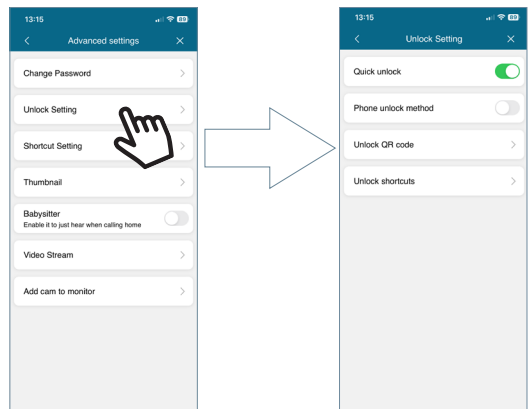 13:15
89
Advanced settings
Change Password
Unlock Setting
Shortcut Setting
Thumbnail
Babysitter
Enable it to just hear when calling home
Video Stream
Add cam to monitor
13:15
89
Unlock Setting
Quick unlock
Phone unlock method
Unlock QR code
Unlock shortcuts